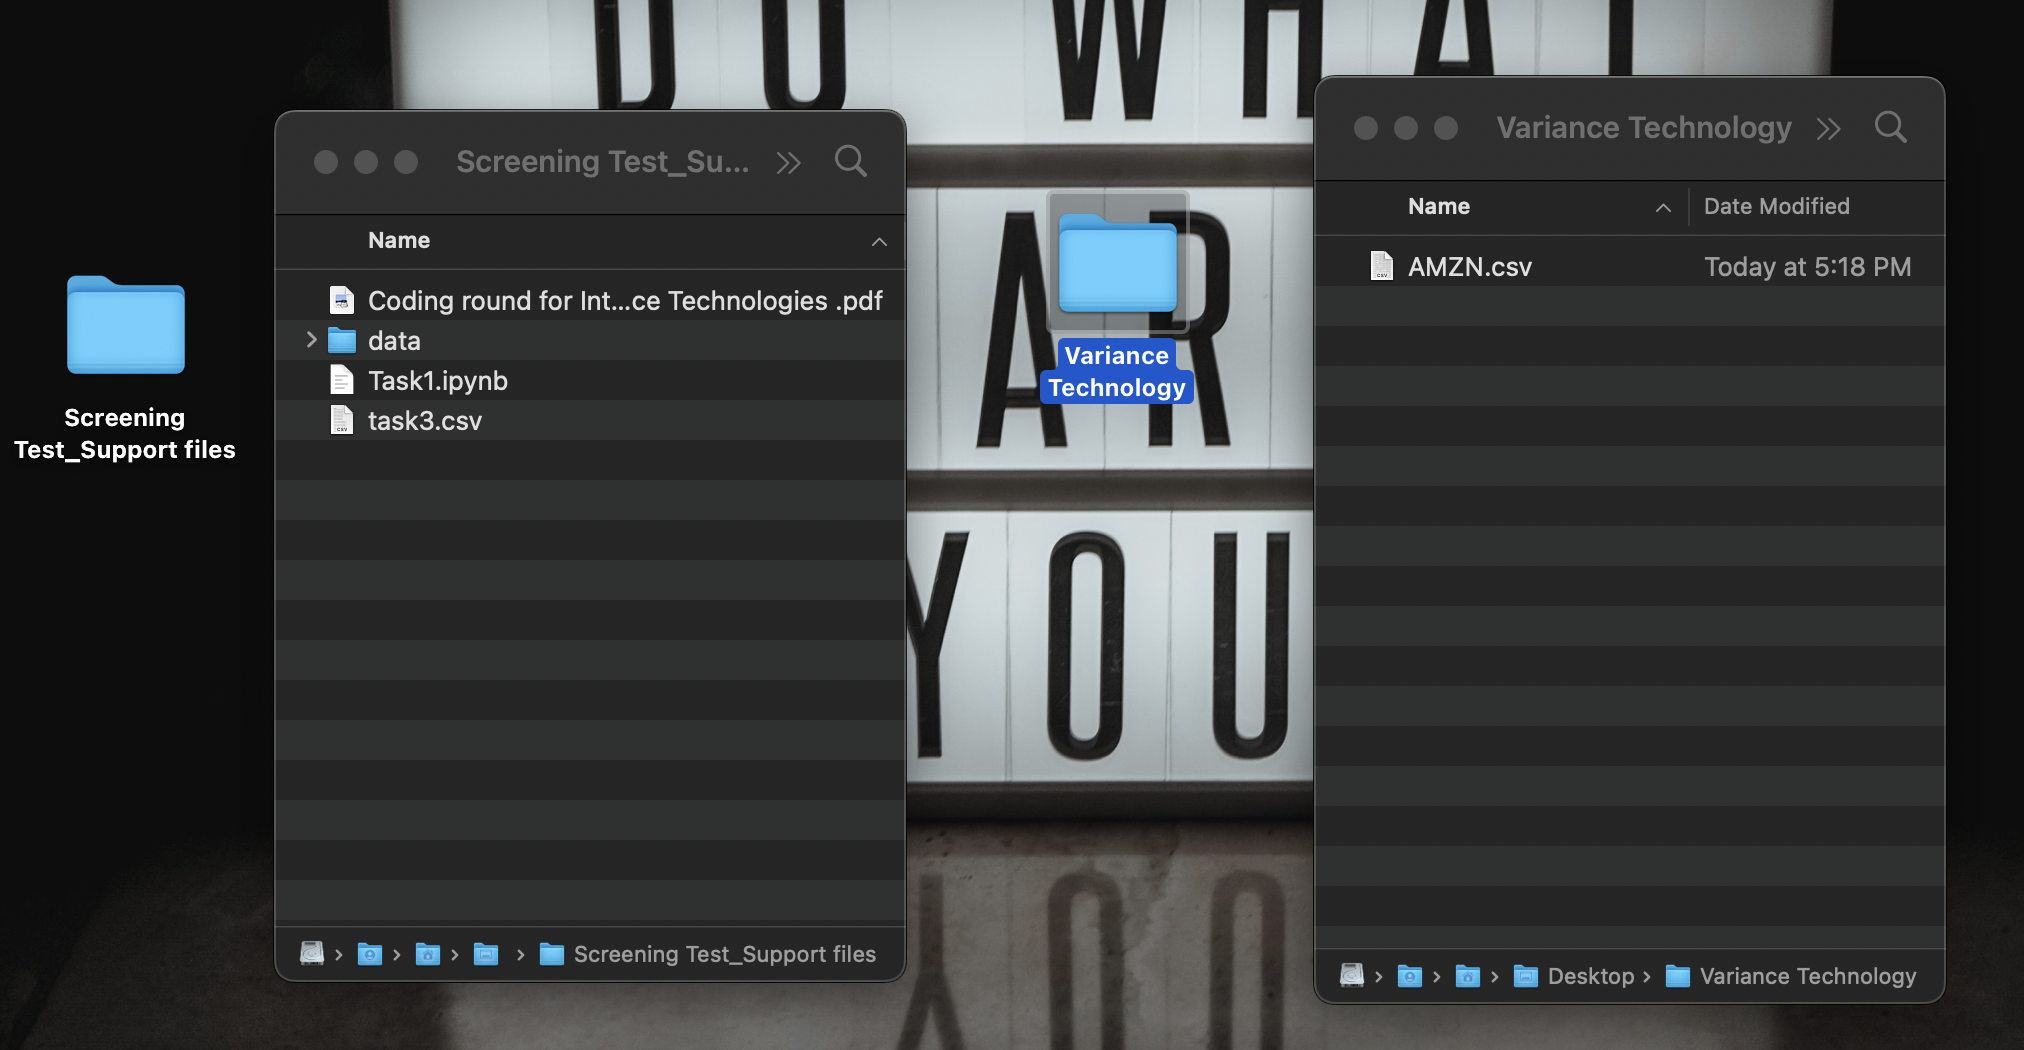 DO WHAT
AR
YOU
Screening
Test_Support files
Screening Test_Su...
Name
Coding round for Int...ce Technologies .pdf
data
Task1.ipynb
task3.csv
Screening Test_Support files
Variance
Technology
Variance Technology
Name
Date Modified
AMZN.csv
Today at 5:18 PM
Desktop
Variance Technology